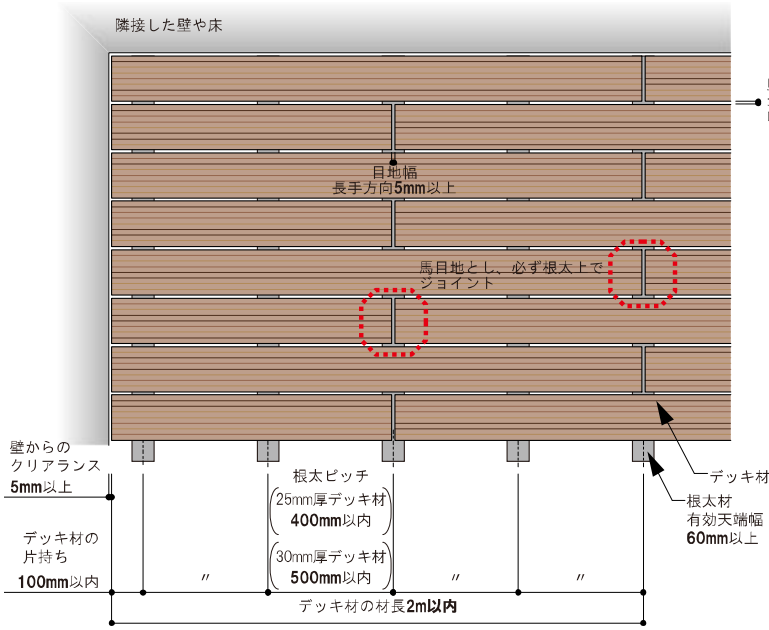 隣接した壁や床
目地幅
長手方向5mm以上
馬目地とし、必ず根太上で
ジョイント
壁からの
クリアランス
5mm以上
デッキ材の
片持ち
100mm以内
根太ピッチ
25mm厚デッキ材
400mm以内
30mm厚デッキ材
500mm以内
〃
〃
〃
デッキ材の材長2m以内
デッキ材
根太材
有効天端幅
60mm以上